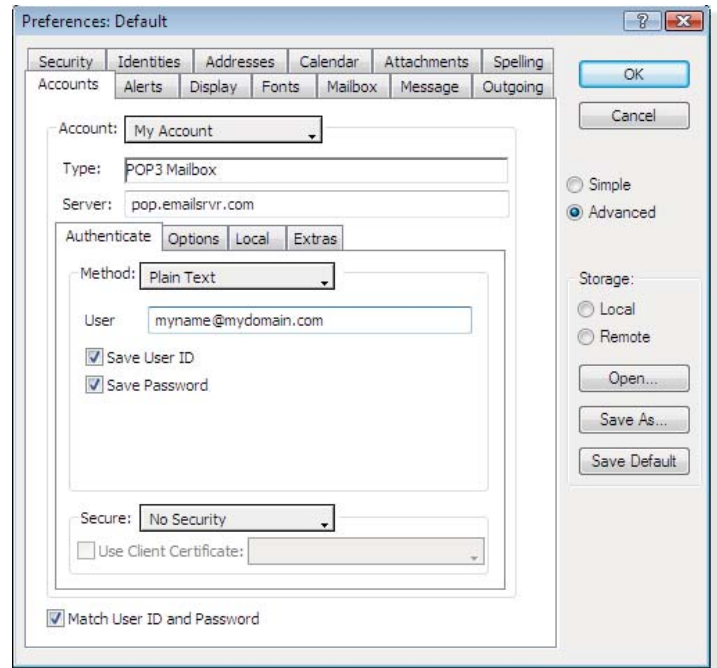 Preferences: Default
Security Identities Addresses Calendar Attachments Spelling
Accounts Alerts Display Fonts Mailbox Message Outgoing
Account: My Account
Type: POP3 Mailbox
Server: pop.emailsrvr.com
Authenticate Options Local Extras
Method: Plain Text
User myname@mydomain.com
Save User ID
Save Password
Secure: No Security
Use Client Certificate:
Match User ID and Password
OK
Cancel
Simple
Advanced
Storage:
Local
Remote
Open...
Save As...
Save Default